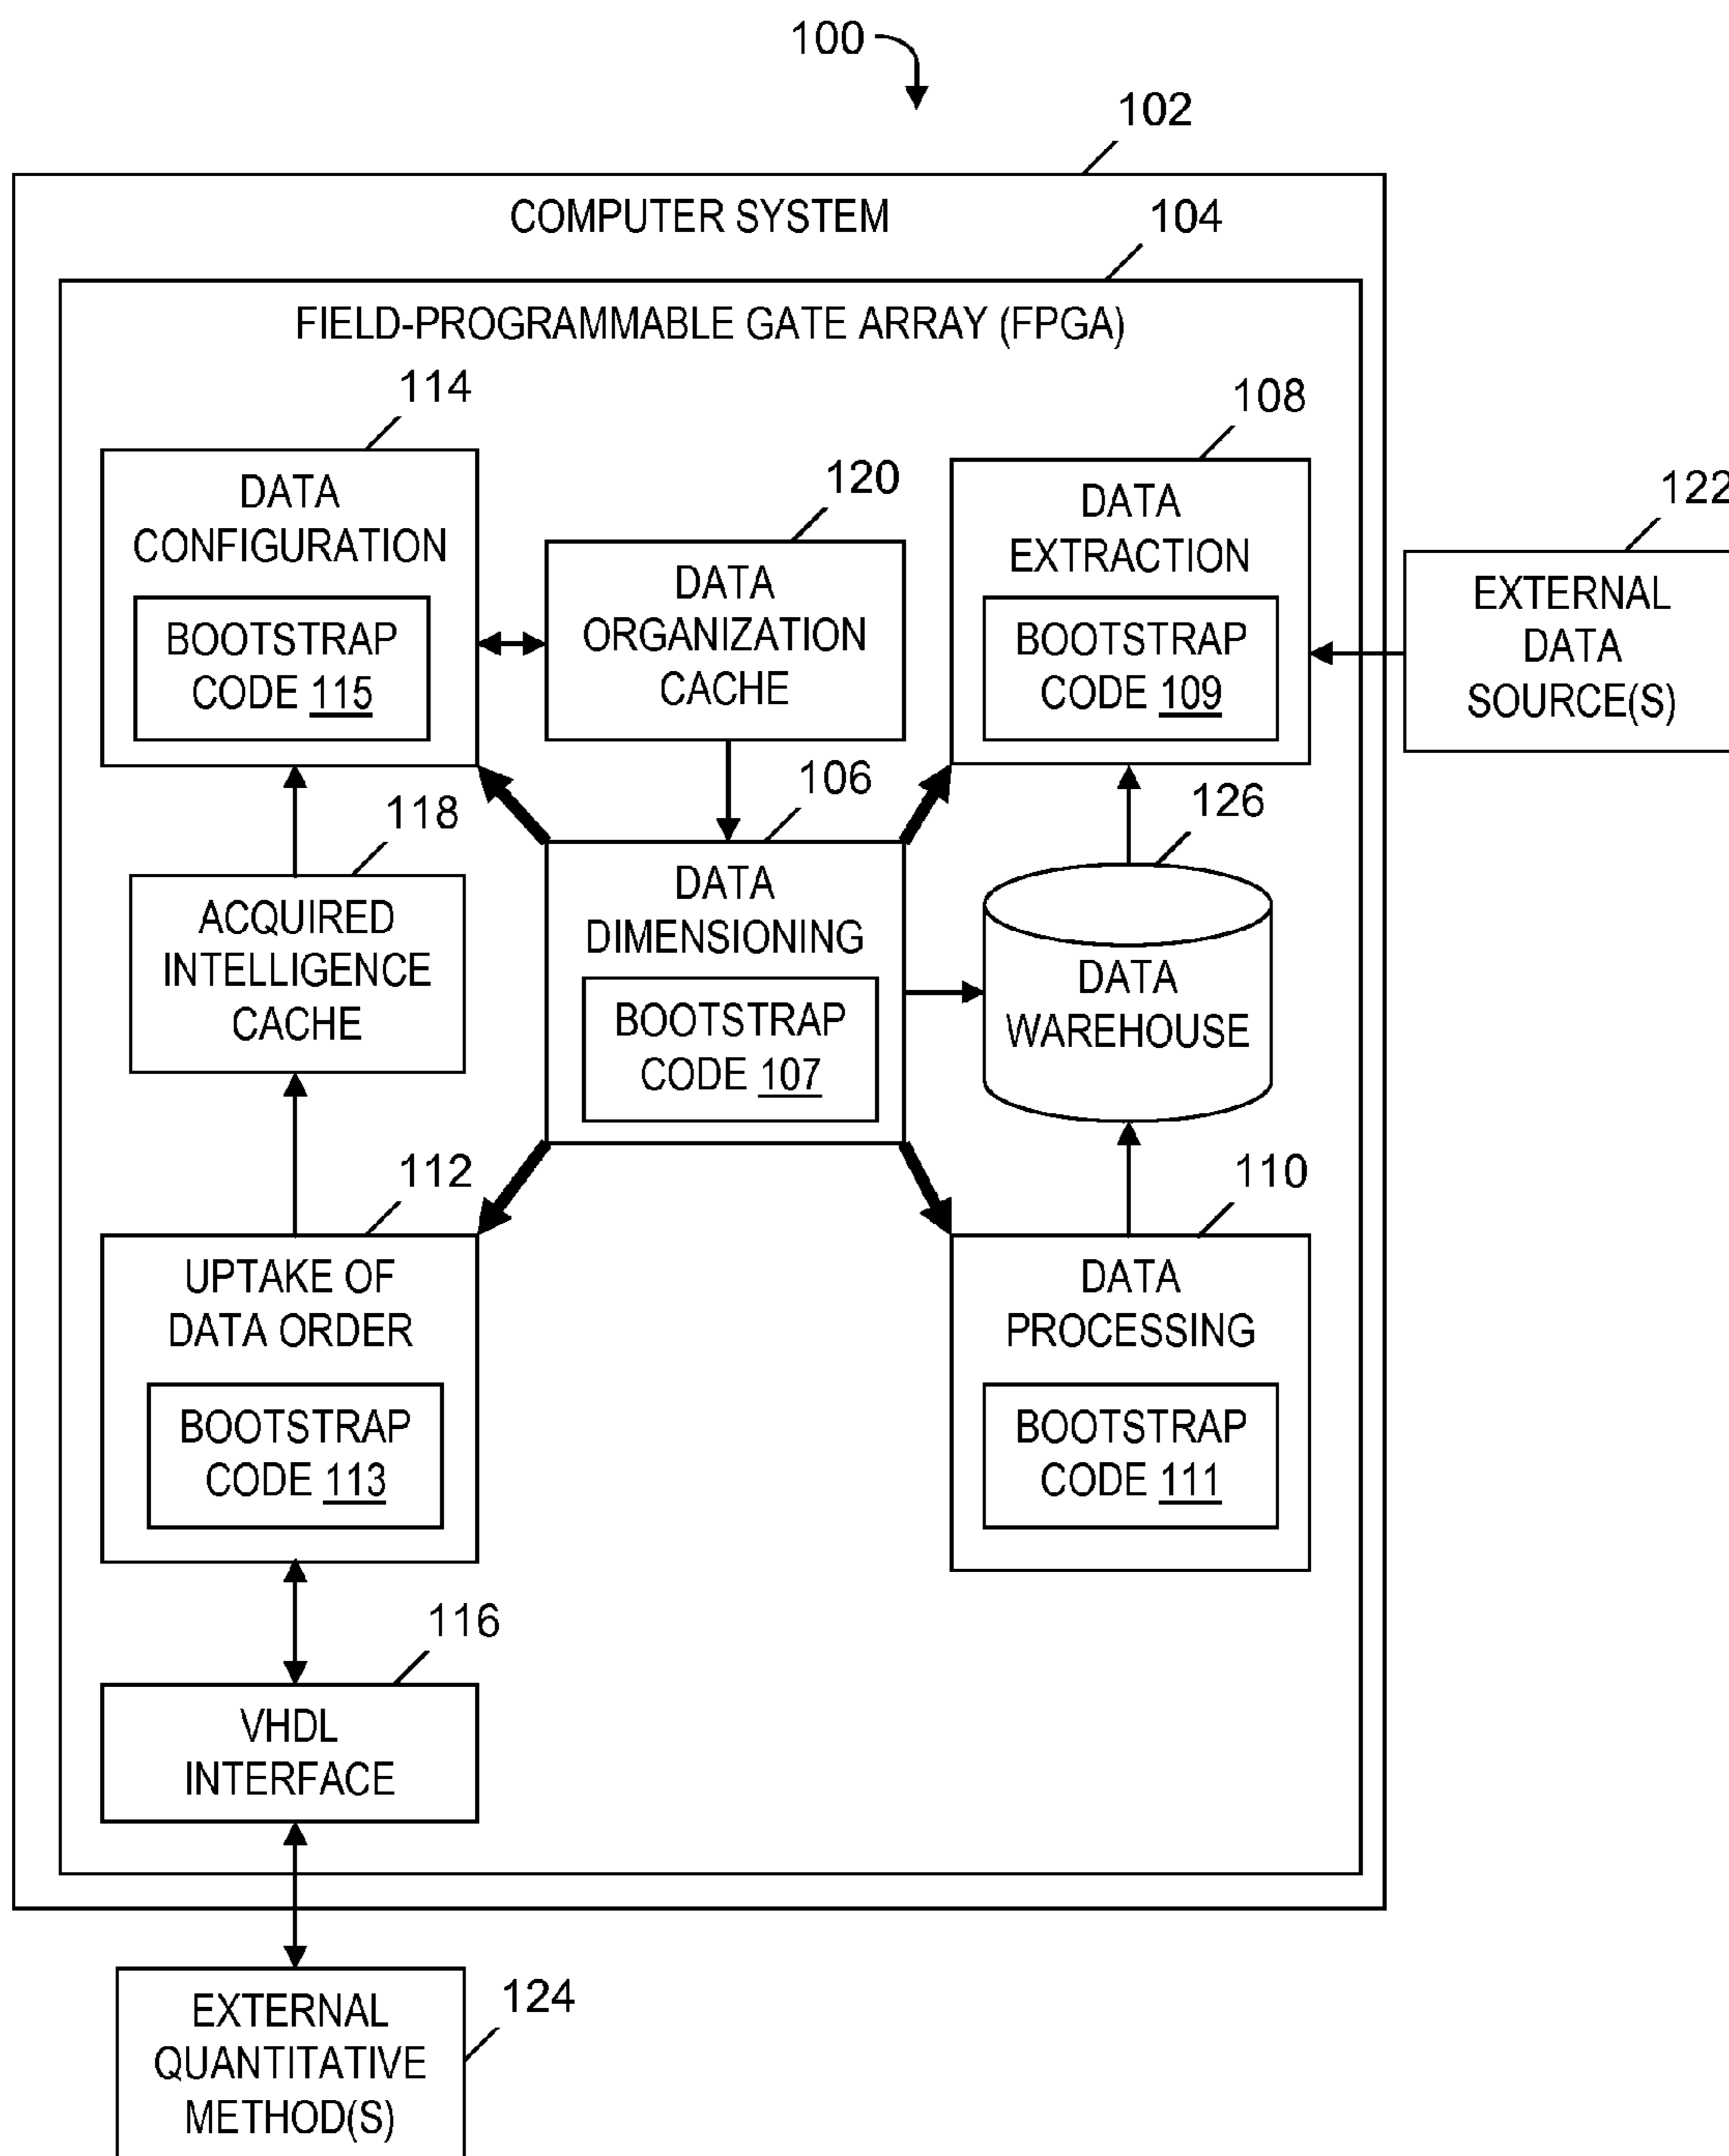 100
102
COMPUTER SYSTEM
104
FIELD-PROGRAMMABLE GATE ARRAY (FPGA)
114
DATA
CONFIGURATION
BOOTSTRAP
CODE 115
120
DATA
ORGANIZATION
CACHE
108
DATA
EXTRACTION
BOOTSTRAP
CODE 109
122
EXTERNAL
DATA
SOURCE(S)
118
ACQUIRED
INTELLIGENCE
CACHE
106
DATA
DIMENSIONING
BOOTSTRAP
CODE 107
126
DATA
WAREHOUSE
112
UPTAKE OF
DATA ORDER
BOOTSTRAP
CODE 113
110
DATA
PROCESSING
BOOTSTRAP
CODE 111
116
VHDL
INTERFACE
124
EXTERNAL
QUANTITATIVE
METHOD(S)